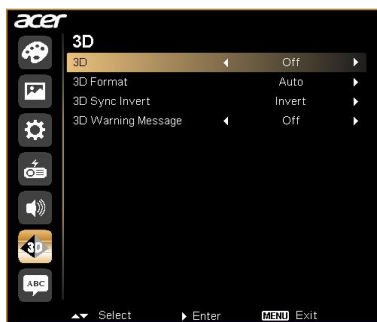 acer
3D
3D Off
3D Format Auto
3D Sync Invert Invert
3D Warning Message Off
3D
ABC
Select Enter MENU Exit